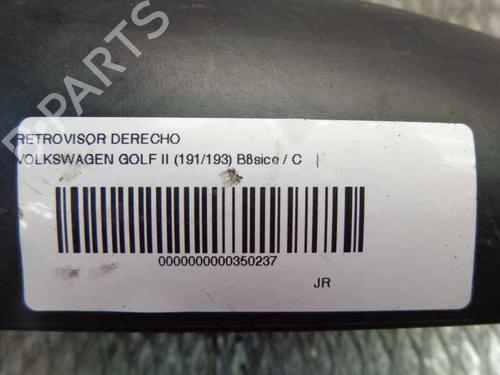 RETROVISOR DERECHO
VOLKSWAGEN GOLF II (191/193) Bßsico / C |
0000000000350237
JR
B-PARTS